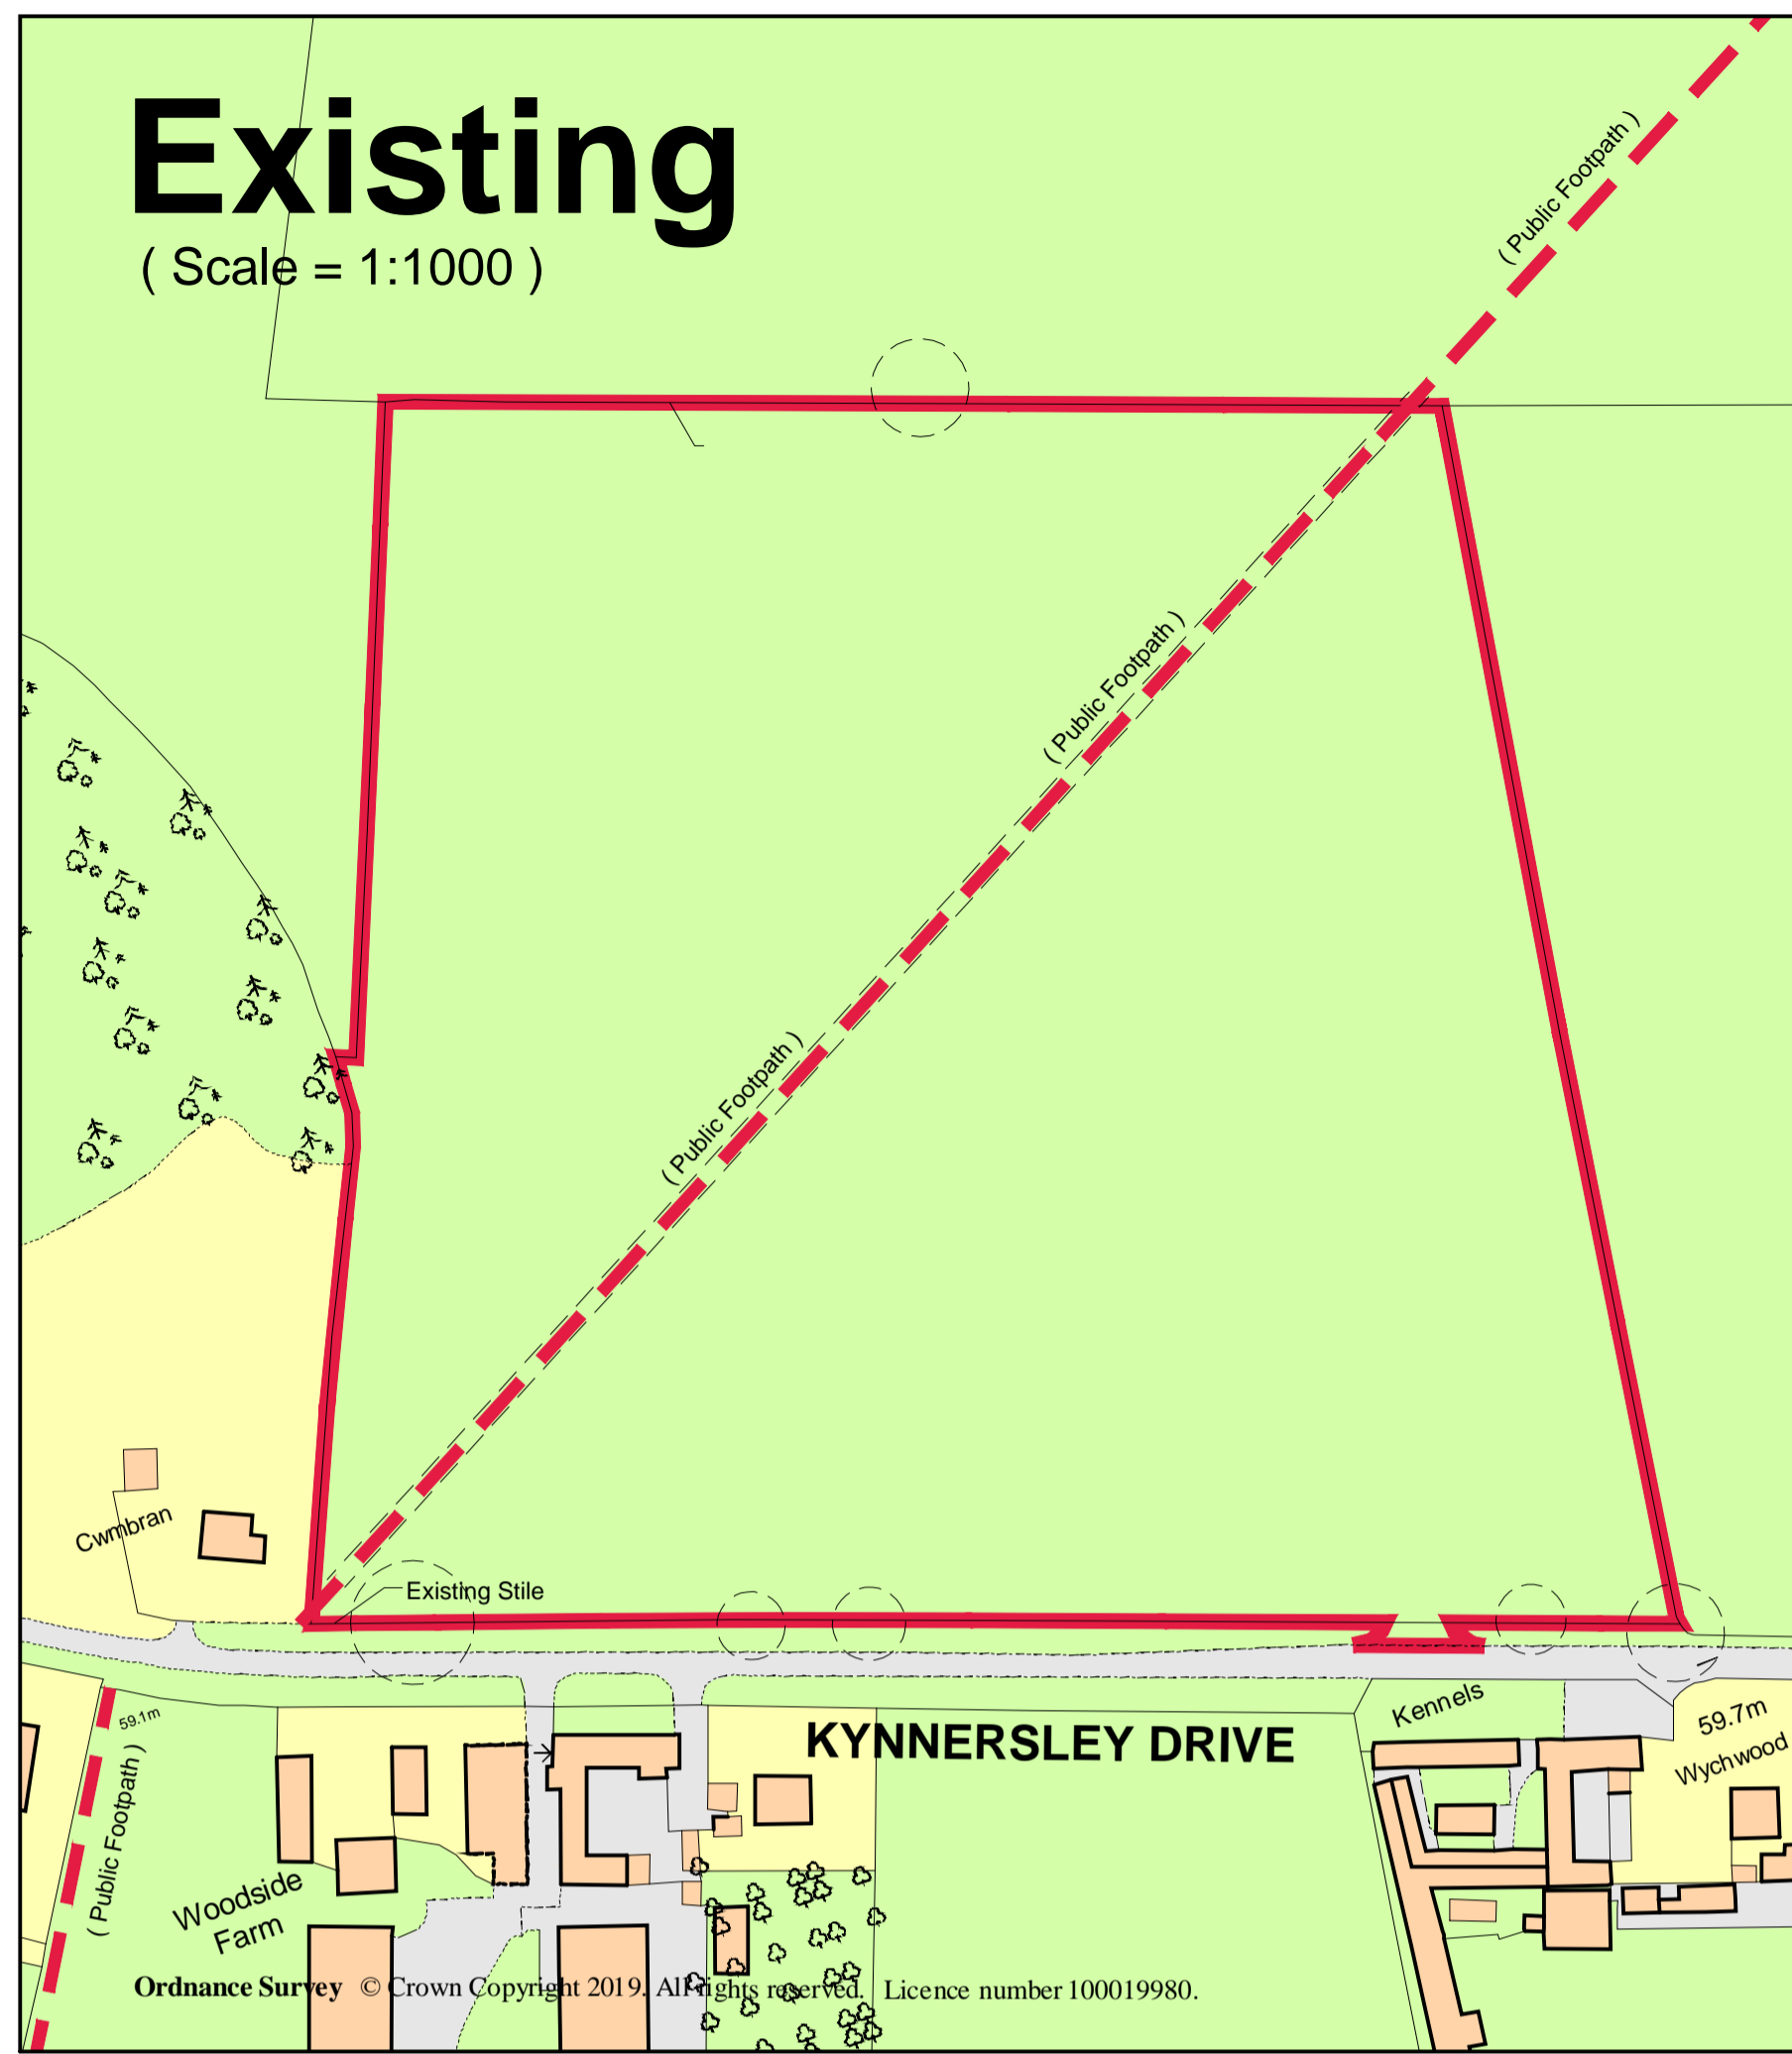 Existing
( Scale = 1:1000 )
( Public Footpath )
( Public Footpath )
( Public Footpath )
Cwmbran
Existing Stile
59.1m
( Public Footpath )
KYNNERSLEY DRIVE
Kennels
59.7m
Wychwood
Woodside
Farm
Ordnance Survey © Crown Copyright 2019. All rights reserved. Licence number 100019980.